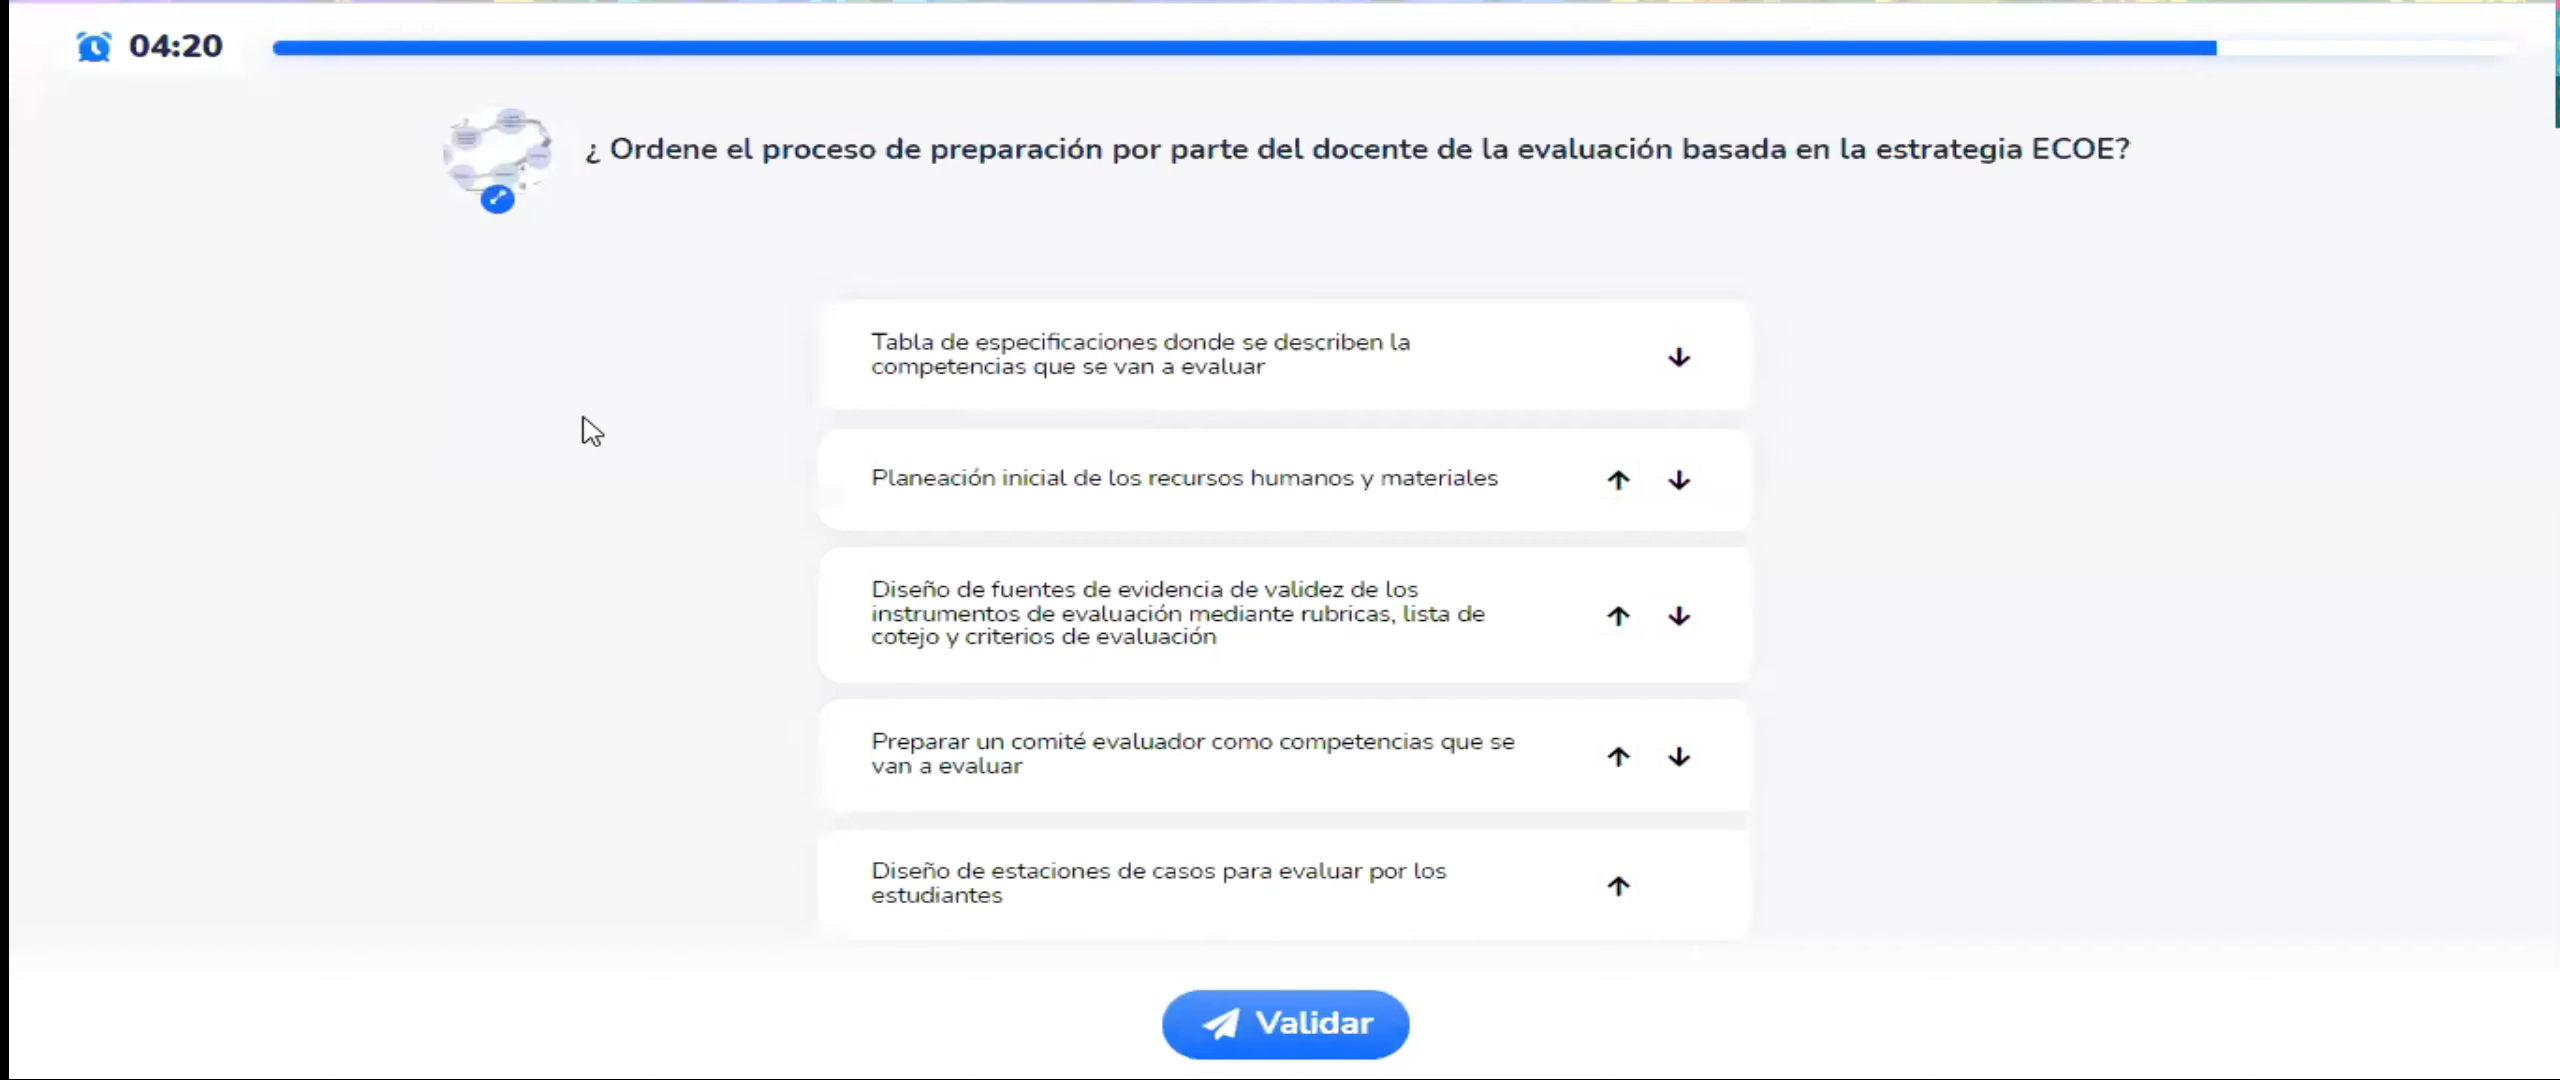 04:20
¿ Ordene el proceso de preparación por parte del docente de la evaluación basada en la estrategia ECOE?
Tabla de especificaciones donde se describen la
competencias que se van a evaluar
Planeación inicial de los recursos humanos y materiales
Diseño de fuentes de evidencia de validez de los
instrumentos de evaluación mediante rubricas, lista de
cotejo y criterios de evaluación
Preparar un comité evaluador como competencias que se
van a evaluar
Diseño de estaciones de casos para evaluar por los
estudiantes
Validar